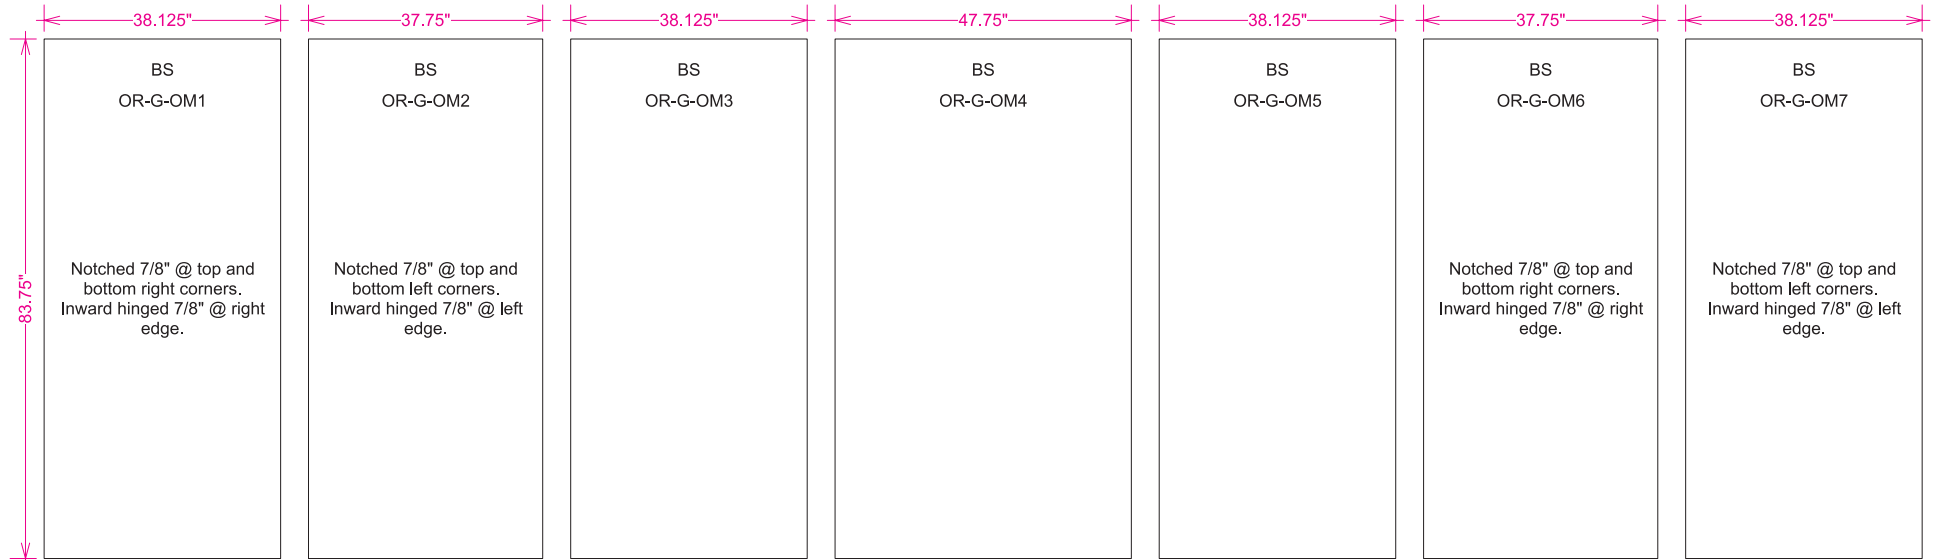 38.125"
37.75"
38.125"
47.75"
38.125"
37.75"
38.125"
83.75"
BS
OR-G-OM1
Notched 7/8" @ top and
bottom right corners.
Inward hinged 7/8" @ right
edge.
BS
OR-G-OM2
Notched 7/8" @ top and
bottom left corners.
Inward hinged 7/8" @ left
edge.
BS
OR-G-OM3
BS
OR-G-OM4
BS
OR-G-OM5
BS
OR-G-OM6
Notched 7/8" @ top and
bottom right corners.
Inward hinged 7/8" @ right
edge.
BS
OR-G-OM7
Notched 7/8" @ top and
bottom left corners.
Inward hinged 7/8" @ left
edge.